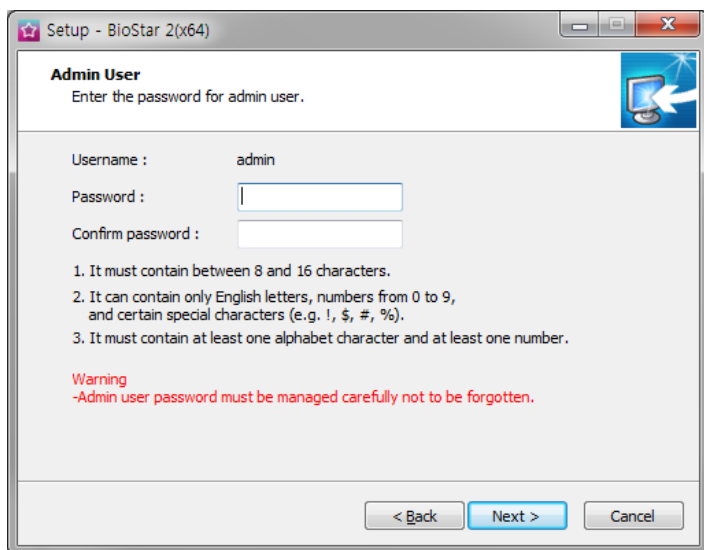 Setup - BioStar 2(x64)
Admin User
Enter the password for admin user.
Username : admin
Password :
Confirm password :
1. It must contain between 8 and 16 characters.
2. It can contain only English letters, numbers from 0 to 9,
and certain special characters (e.g. !, $, #, %).
3. It must contain at least one alphabet character and at least one number.
Warning
-Admin user password must be managed carefully not to be forgotten.
< Back Next > Cancel